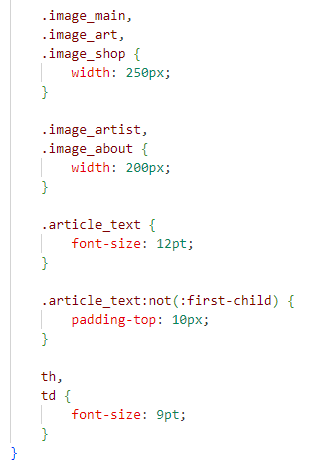 .image_main,
.image_art,
.image_shop {
width: 250px;
}
.image_artist,
.image_about {
width: 200px;
}
.article_text {
font-size: 12pt;
}
.article_text:not(:first-child) {
padding-top: 10px;
}
th,
td {
font-size: 9pt;
}
}